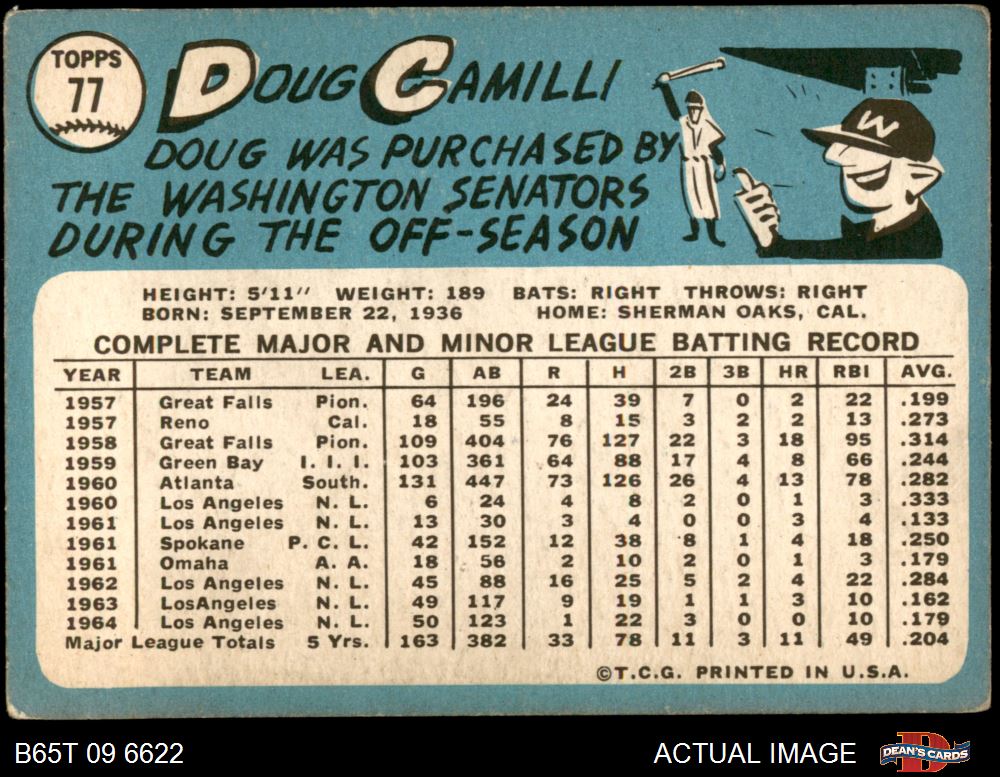 TOPPS
77
DOUG CAMILLI
W
DOUG WAS PURCHASED BY
THE WASHINGTON SENATORS
DURING THE OFF-SEASON
HEIGHT: 5'11" WEIGHT: 189 BATS: RIGHT THROWS: RIGHT
BORN: SEPTEMBER 22, 1936 HOME: SHERMAN OAKS, CAL.
COMPLETE MAJOR AND MINOR LEAGUE BATTING RECORD
YEAR TEAM LEA. G AB R H 2B 3B HR RBI AVG.
1957 Great Falls Pion. 64 196 24 39 7 0 2 22 .199
1957 Reno Cal. 18 55 8 15 3 2 2 13 .273
1958 Great Falls Pion. 109 404 76 127 22 3 18 95 .314
1959 Green Bay I. I. I. 103 361 64 88 17 4 8 66 .244
1960 Atlanta South. 131 447 73 126 26 4 13 78 .282
1960 Los Angeles N. L. 6 24 4 8 2 0 1 3 .333
1961 Los Angeles N. L. 13 30 3 4 0 0 3 4 .133
1961 Spokane P. C. L. 42 152 12 38 8 1 4 18 .250
1961 Omaha A. A. 18 56 2 10 2 0 1 3 .179
1962 Los Angeles N. L. 45 88 16 25 5 2 4 22 .284
1963 LosAngeles N. L. 49 117 9 19 1 1 3 10 .162
1964 Los Angeles N. L. 50 123 1 22 3 0 0 10 .179
Major League Totals 5 Yrs. 163 382 33 78 11 3 11 49 .204
©T.C.G. PRINTED IN U.S.A.
B65T 09 6622 ACTUAL IMAGE DEAN'S CARDS